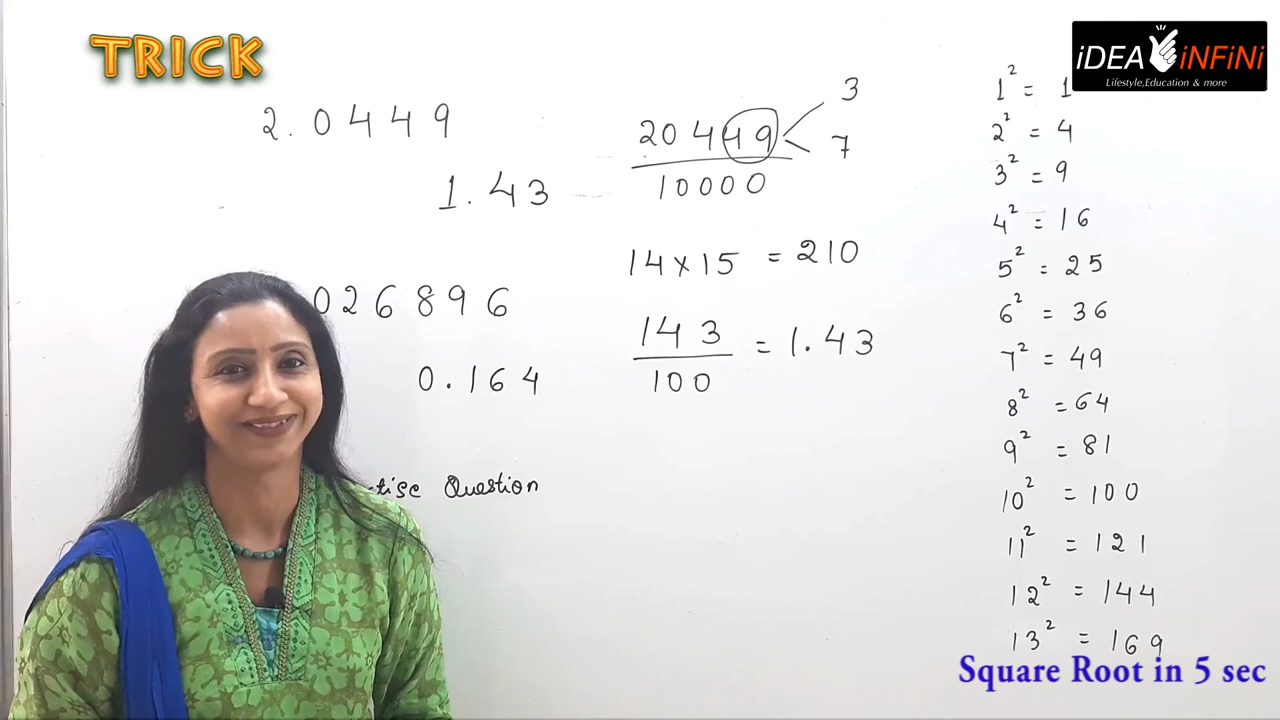 TRICK
iDEA iNFiNi
Lifestyle,Education & more
2.0449
1.43
20449
10000
3
7
14×15 = 210
143
100
= 1.43
026896
0.164
Question
1² = 1
2² = 4
3² = 9
4² = 16
5² = 25
6² = 36
7² = 49
8² = 64
9² = 81
10² = 100
11² = 121
12² = 144
13² = 169
Square Root in 5 sec